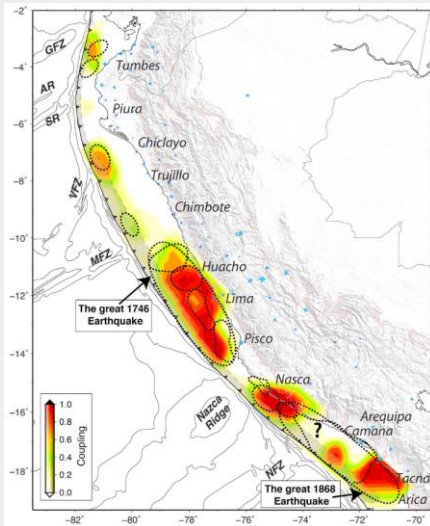 −2°
GFZ
Tumbes
−4°
AR
SR
Piura
−6°
Chiclayo
VFZ
Trujillo
−8°
Chimbote
−10°
MFZ
Huacho
The great 1746
Earthquake
Lima
−12°
Pisco
−14°
Nasca
−16°
Nazca
Ridge
Arequipa
Camana
?
NFZ
1.0
0.8
0.6
0.4
0.2
0.0
Coupling
−18°
The great 1868
Earthquake
Tacna
Arica
−82°
−80°
−78°
−76°
−74°
−72°
−70°